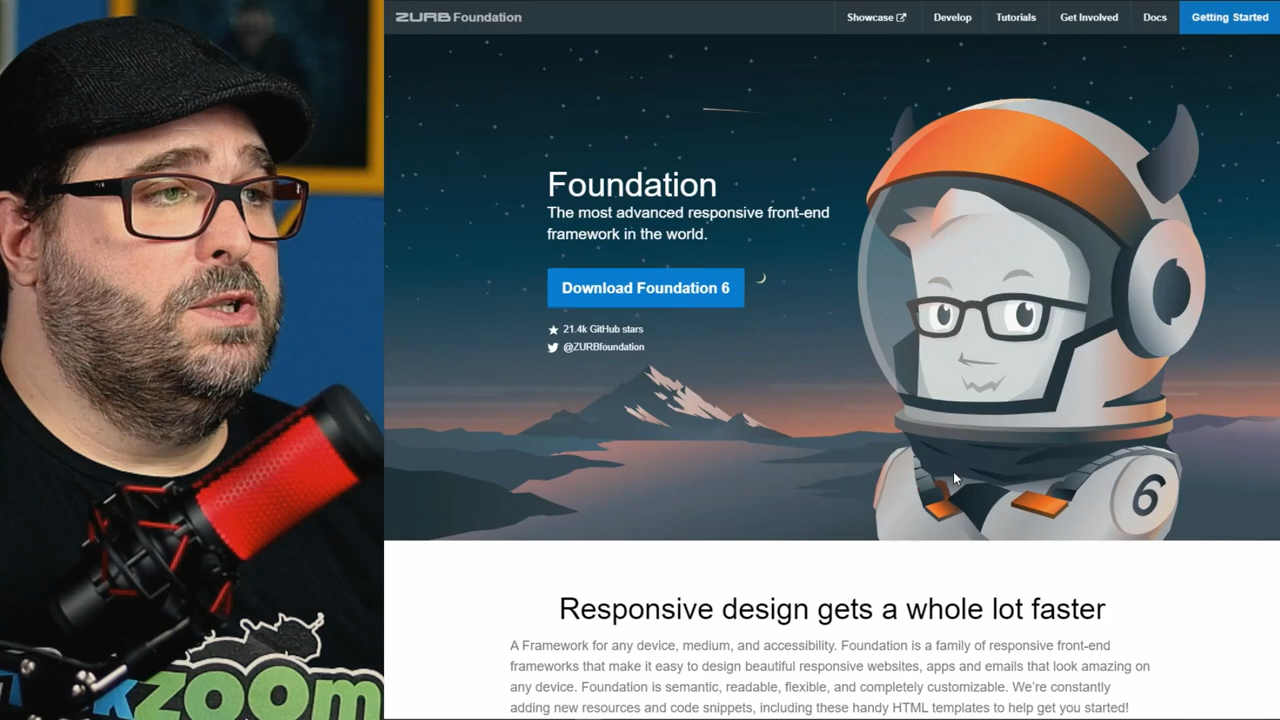 ZURB Foundation
Showcase
Develop
Tutorials
Get Involved
Docs
Getting Started
Foundation
The most advanced responsive front-end
framework in the world.
Download Foundation 6
21.4k GitHub stars
@ZURBfoundation
6
Responsive design gets a whole lot faster
A Framework for any device, medium, and accessibility. Foundation is a family of responsive front-end
frameworks that make it easy to design beautiful responsive websites, apps and emails that look amazing on
any device. Foundation is semantic, readable, flexible, and completely customizable. We're constantly
adding new resources and code snippets, including these handy HTML templates to help get you started!
zoom